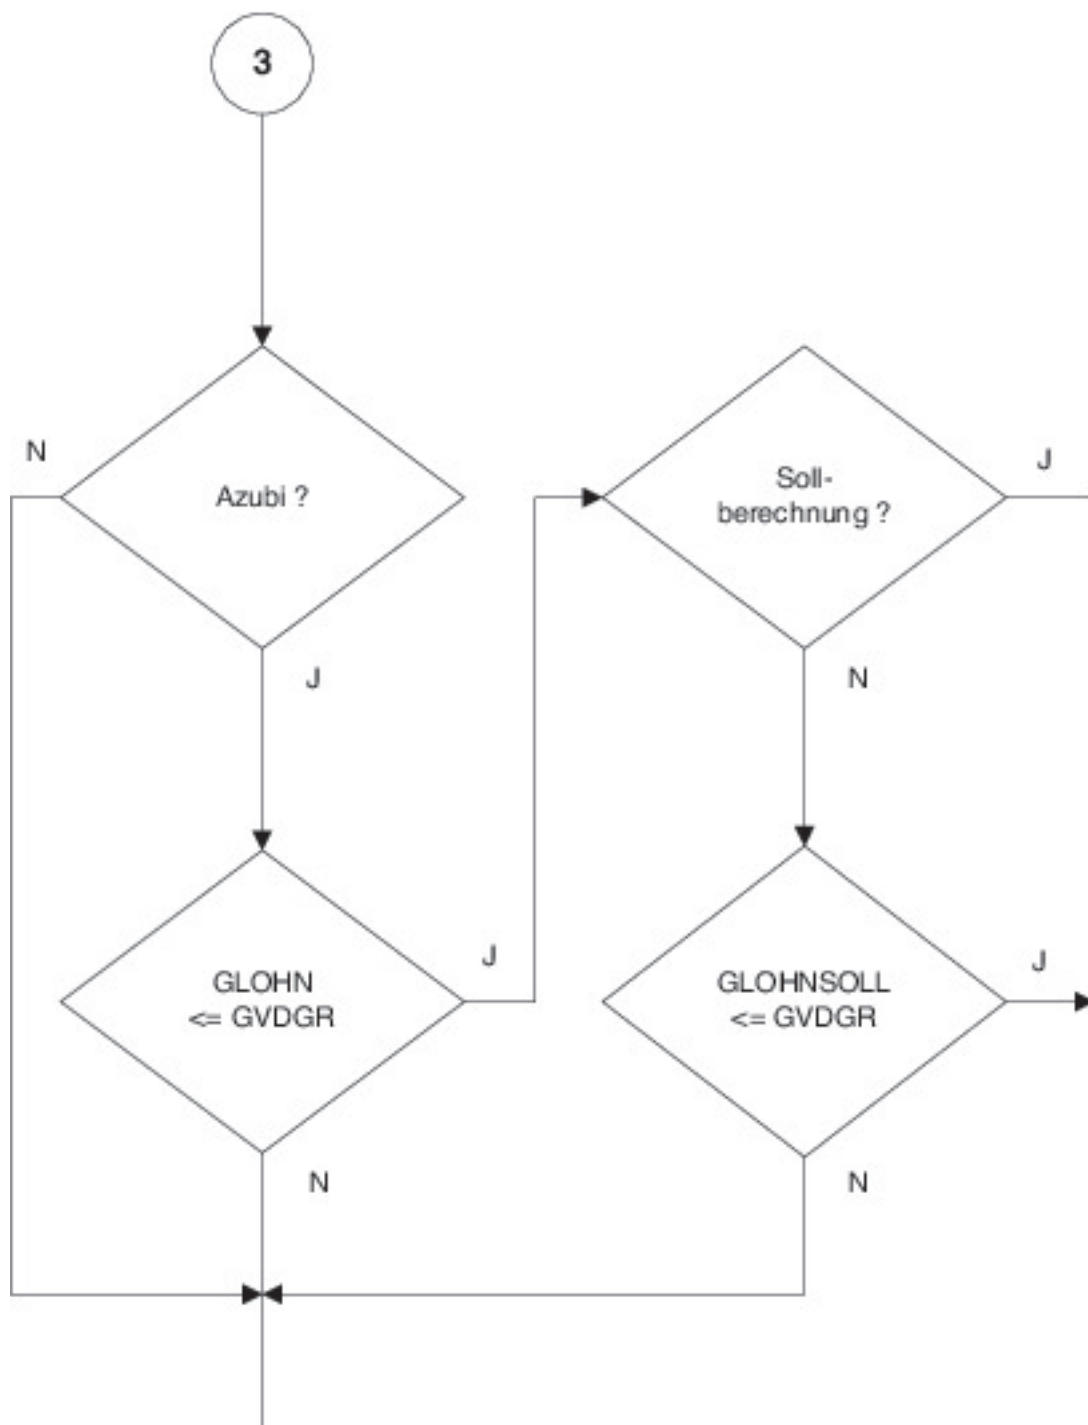 3
N
Azubi ?
J
Soll-
berechnung ?
J
N
GLOHN
<= GVDGR
J
N
GLOHNSOLL
<= GVDGR
J
N